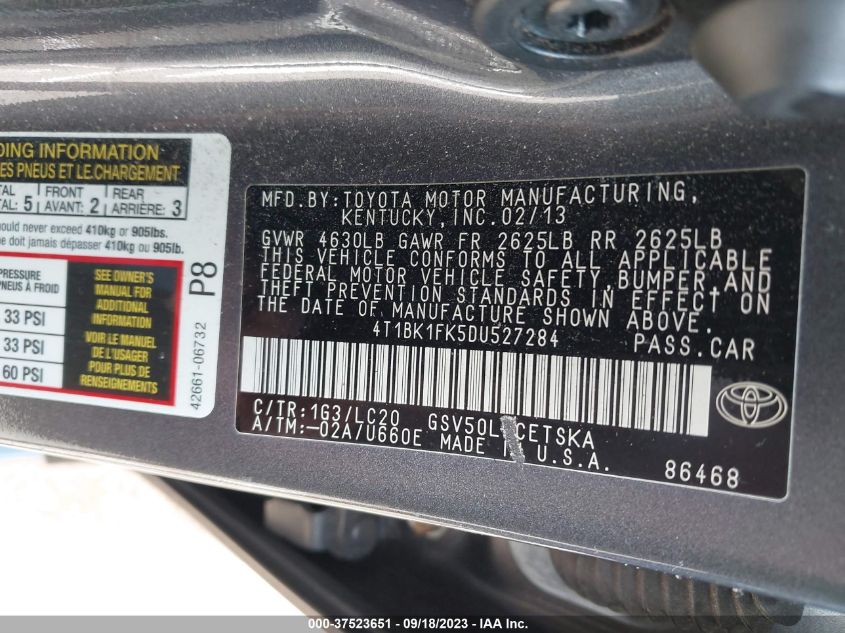 DING INFORMATION
ES PNEUS ET LE CHARGEMENT
TAL 5 FRONT AVANT: 2 REAR ARRIÈRE: 3
ould never exceed 410kg or 905lbs.
e doit jamais dépasser 410kg ou 905lb.
PRESSURE
PNEUS À FROID
33 PSI
33 PSI
60 PSI
SEE OWNER'S
MANUAL FOR
ADDITIONAL
INFORMATION
VOIR LE MANUEL
DE L'USAGER
POUR PLUS DE
RENSEIGNEMENTS
42661-06732 P8
MFD.BY:TOYOTA MOTOR MANUFACTURING,
KENTUCKY,INC.02/13
GVWR 4630LB GAWR FR 2625LB RR 2625LB
THIS VEHICLE CONFORMS TO ALL APPLICABLE
FEDERAL MOTOR VEHICLE SAFETY,BUMPER,AND
THEFT PREVENTION STANDARDS IN EFFECT ON
THE DATE OF MANUFACTURE SHOWN ABOVE.
4T1BK1FK5DU527284 PASS.CAR
C/TR:1G3/LC20 GSV50L CETSKA
A/TM:-02A/U660E MADE I U.S.A.
86468
000-37523651 - 09/18/2023 - IAA Inc.